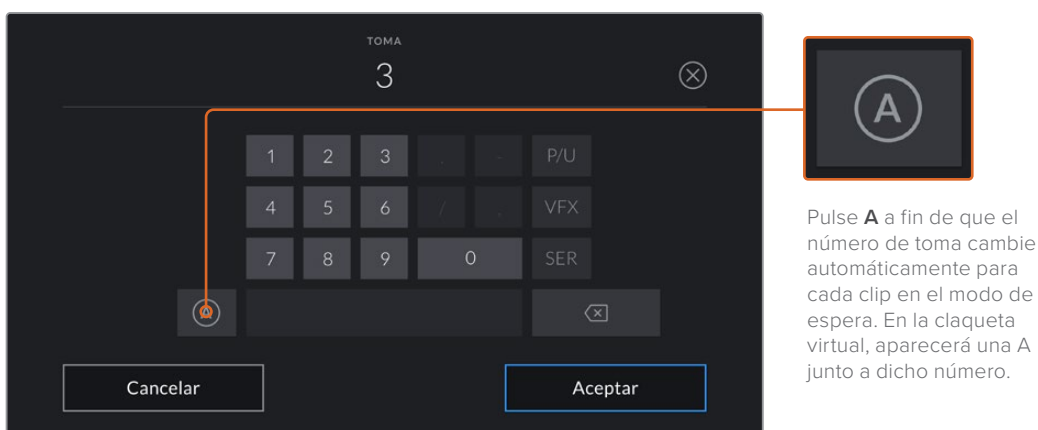 TOMA
3
1 2 3 . - P/U
4 5 6 / , VFX
7 8 9 0 SER
A
Cancelar Aceptar
A
Pulse A a fin de que el
número de toma cambie
automáticamente para
cada clip en el modo de
espera. En la claqueta
virtual, aparecerá una A
junto a dicho número.